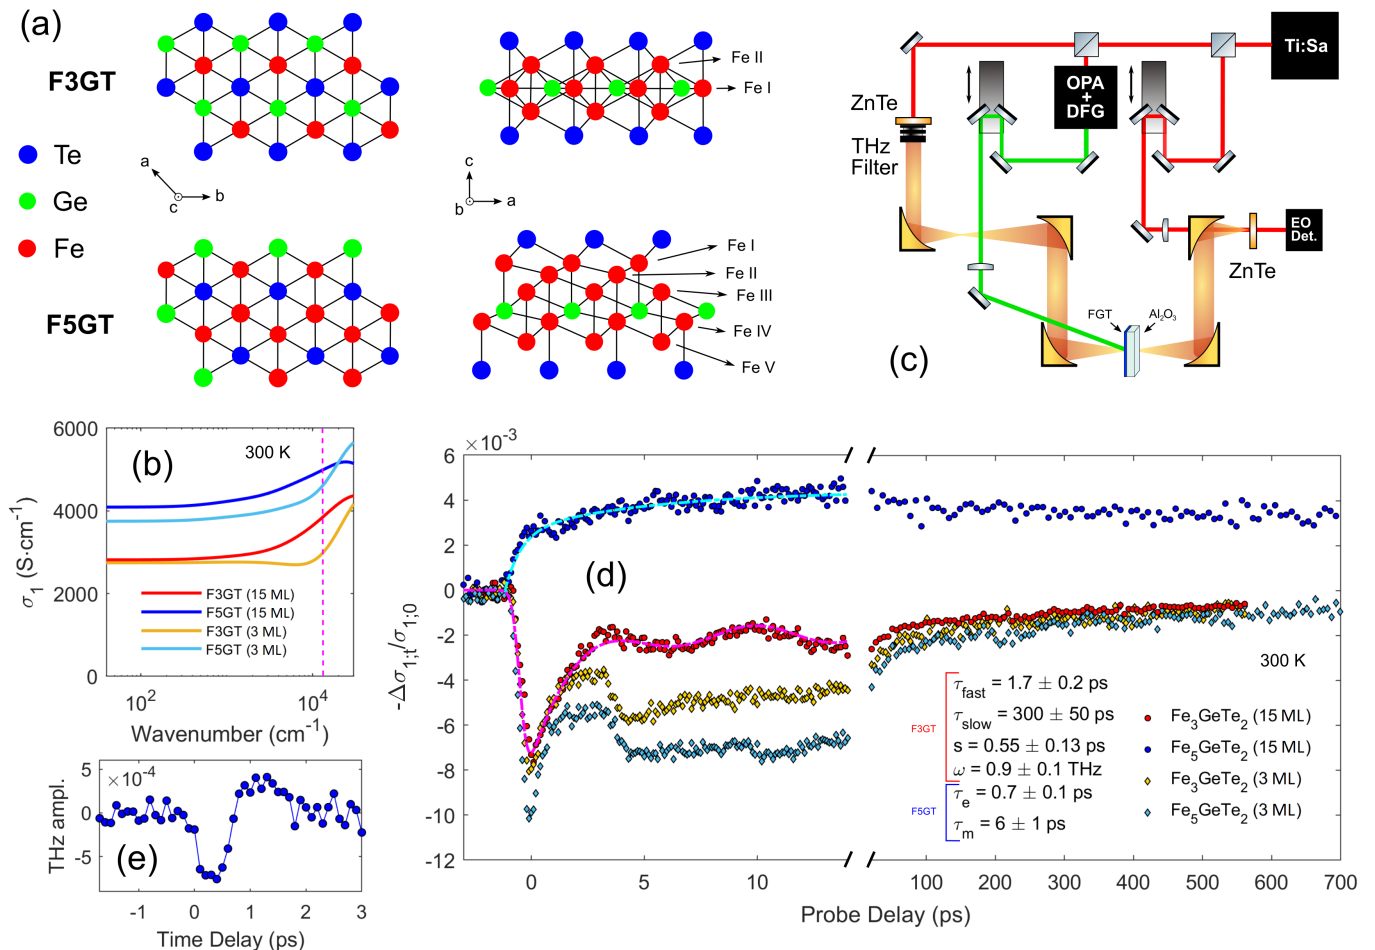 (a)
F3GT
Te
Ge
Fe
F5GT
a
b
c
Fe II
Fe I
c
b
a
Fe I
Fe II
Fe III
Fe IV
Fe V
Ti:Sa
OPA
+
DFG
ZnTe
THz
Filter
EO
Det.
ZnTe
FGT
Al₂O₃
(c)
(b)
300 K
6000
4000
2000
0
σ₁ (S·cm⁻¹)
F3GT (15 ML)
F5GT (15 ML)
F3GT (3 ML)
F5GT (3 ML)
10²
10⁴
Wavenumber (cm⁻¹)
(e)
×10⁻⁴
5
0
-5
THz ampl.
-1 0 1 2 3
Time Delay (ps)
(d)
×10⁻³
6
4
2
0
-2
-4
-6
-8
-10
-12
-Δσ₁;t/σ₁;0
300 K
F3GT
τfast = 1.7 ± 0.2 ps
τslow = 300 ± 50 ps
s = 0.55 ± 0.13 ps
ω = 0.9 ± 0.1 THz
F5GT
τe = 0.7 ± 0.1 ps
τm = 6 ± 1 ps
Fe₃GeTe₂ (15 ML)
Fe₅GeTe₂ (15 ML)
Fe₃GeTe₂ (3 ML)
Fe₅GeTe₂ (3 ML)
0 5 10 100 200 300 400 500 600 700
Probe Delay (ps)